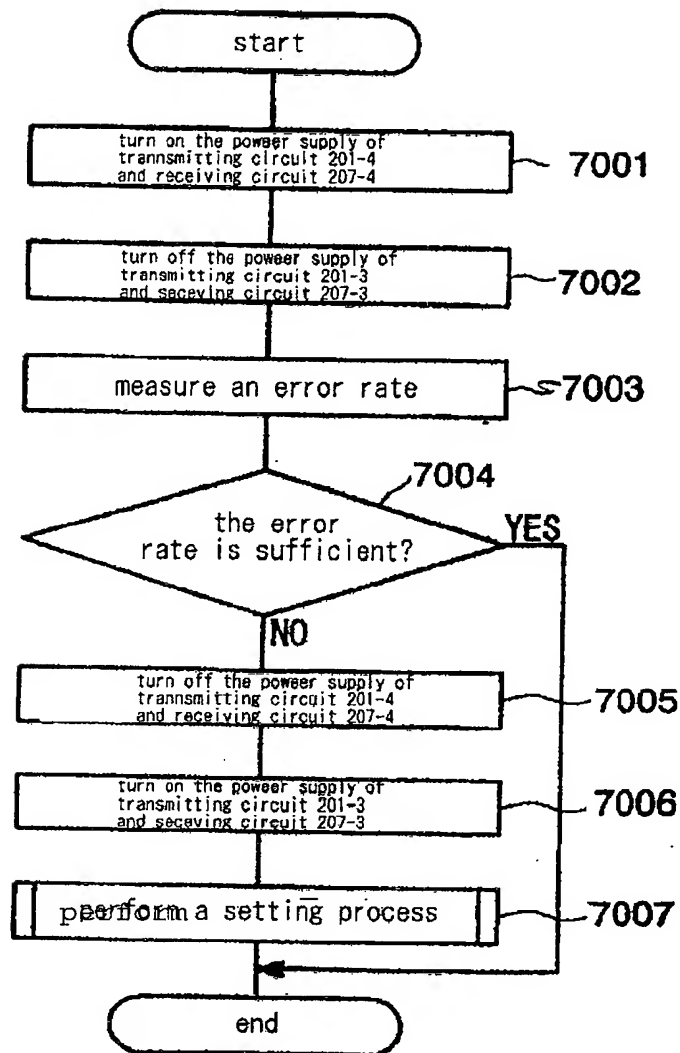 start
turn on the poweer supply of
trannsmitting circuit 201-4
and receiving circuit 207-4
7001
turn off the poweer supply of
transmitting circuit 201-3
and seceving circuit 207-3
7002
measure an error rate
7003
7004
the error
rate is sufficient?
YES
NO
turn off the poweer supply of
trannsmitting circuit 201-4
and receiving circuit 207-4
7005
turn on the poweer supply of
transmitting circuit 201-3
and seceving circuit 207-3
7006
perform a setting process
7007
end